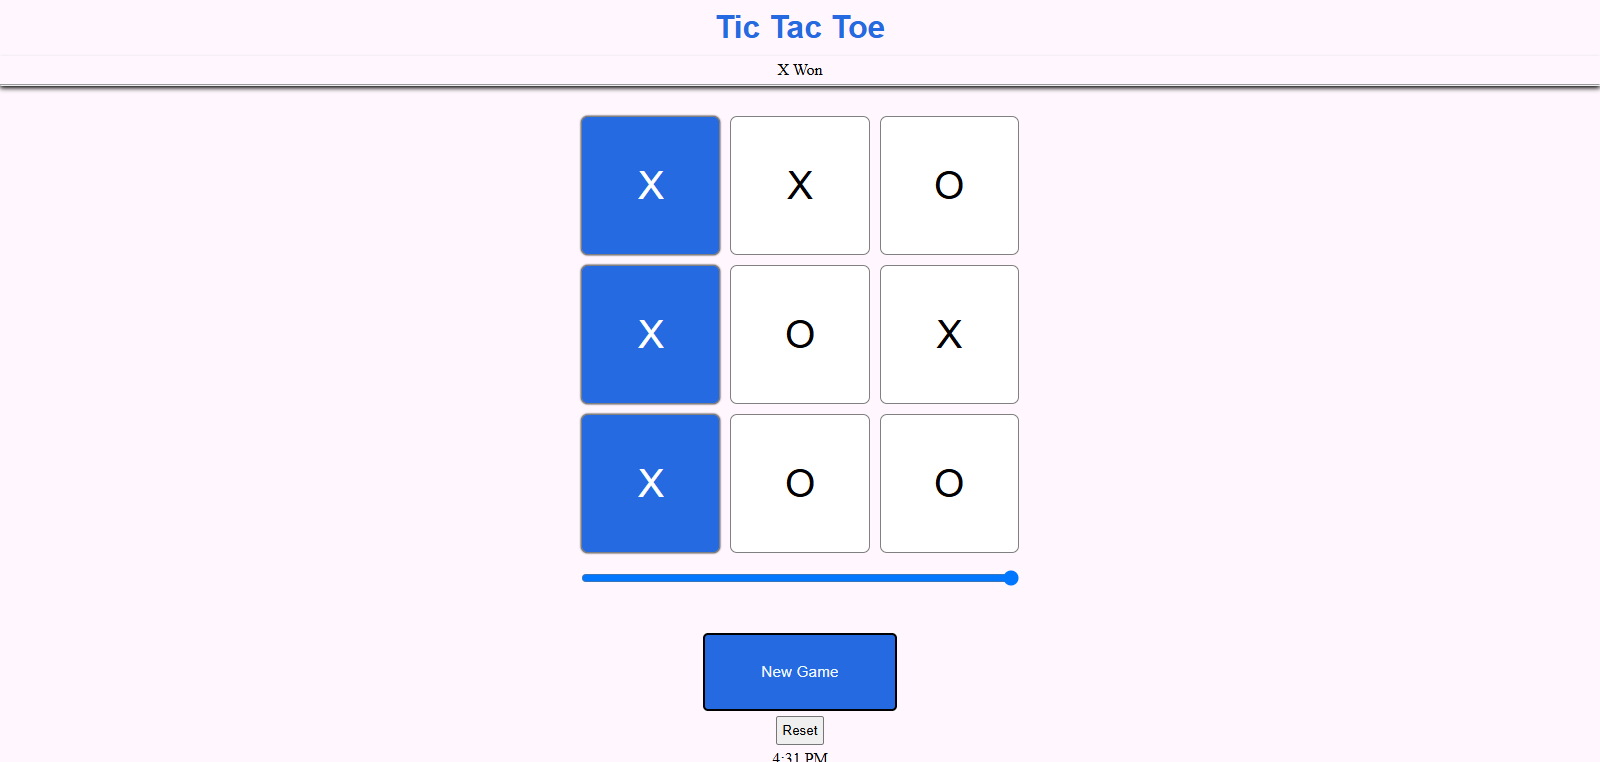 Tic Tac Toe
X Won
X X O
X O X
X O O
New Game
Reset
4:31 PM